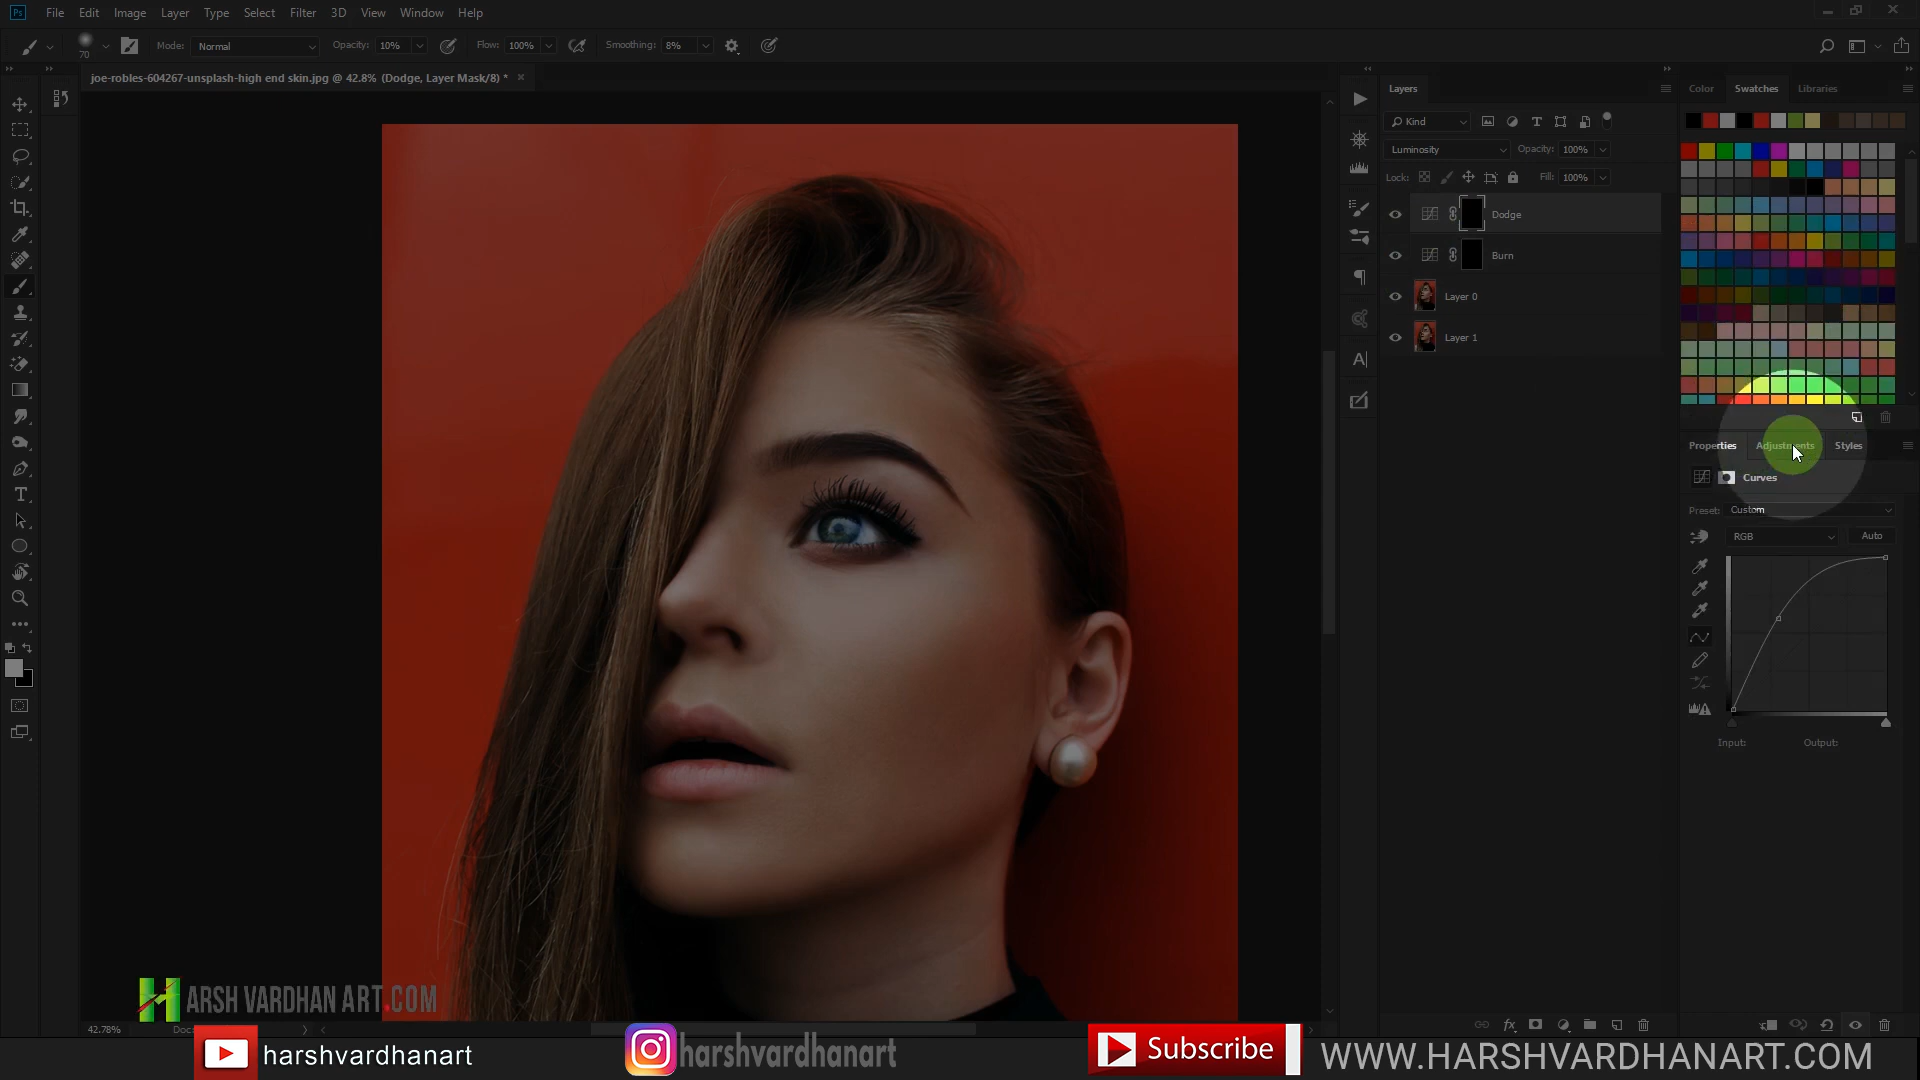 Ps File Edit Image Layer Type Select Filter 3D View Window Help
70 Mode: Normal Opacity: 10% Flow: 100% Smoothing: 8%
joe-robles-604267-unsplash-high end skin.jpg @ 42.8% (Dodge, Layer Mask/8) * ×
Layers
Kind
Luminosity Opacity: 100%
Lock: Fill: 100%
Dodge
Burn
Layer 0
Layer 1
Color Swatches Libraries
Properties Adjustments Styles
Curves
Preset: Custom
RGB Auto
Input: Output:
HARSH VARDHAN ART.COM
42.78% Doc:
harshvardhanart
harshvardhanart
Subscribe
WWW.HARSHVARDHANART.COM